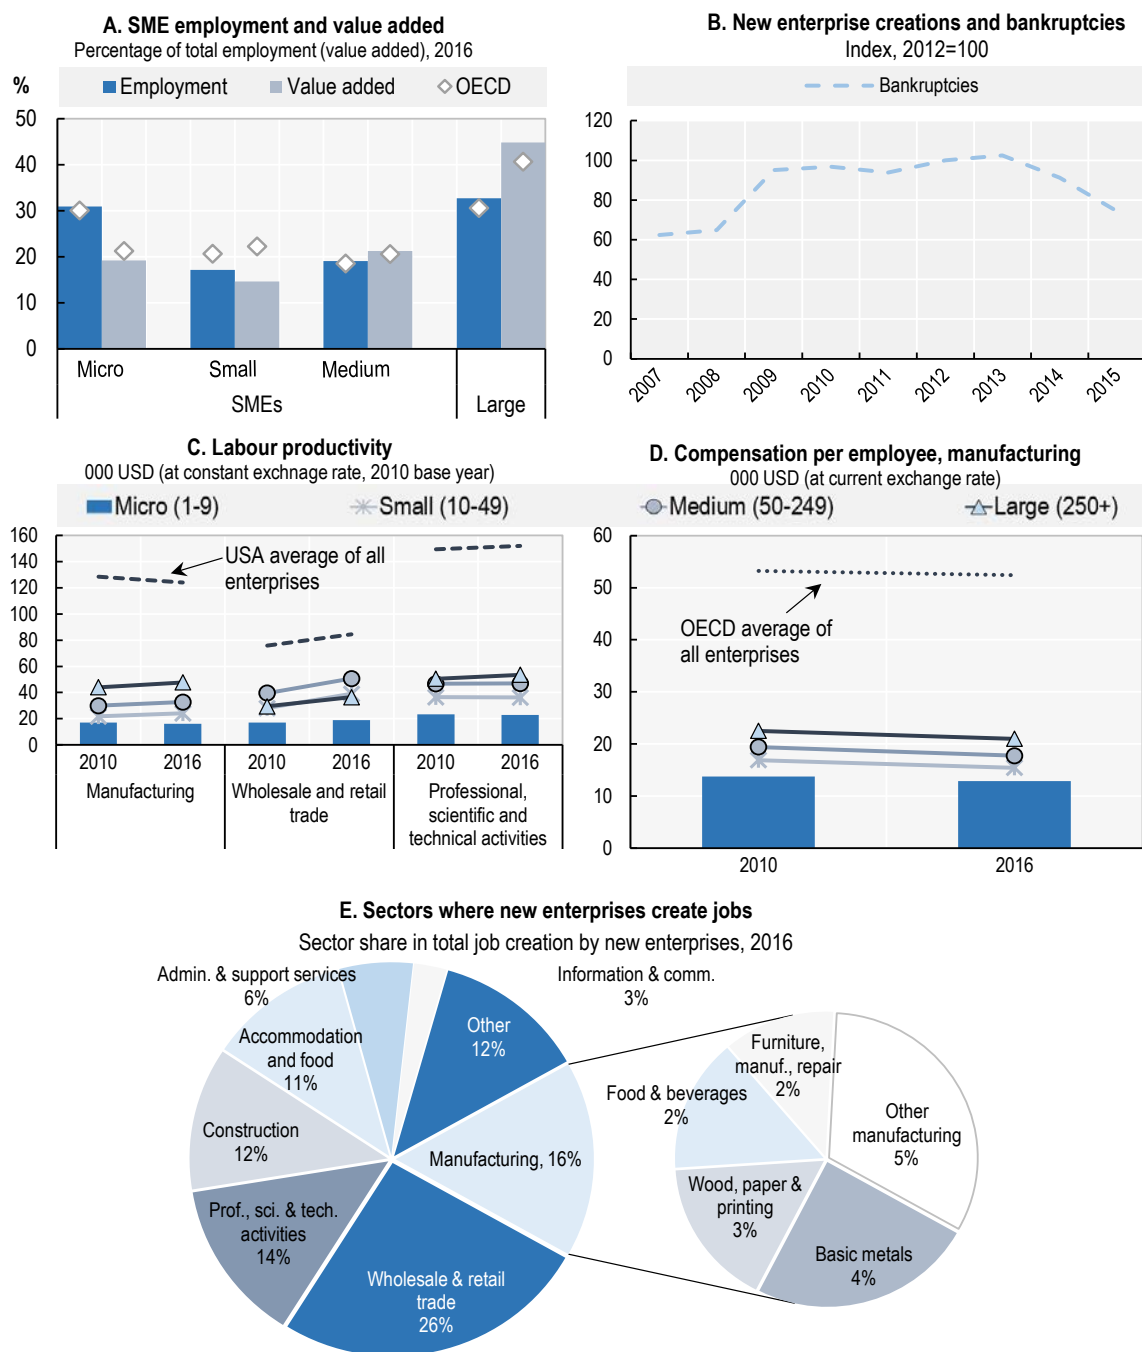 A. SME employment and value added
Percentage of total employment (value added), 2016
%
Employment
Value added
OECD
50
40
30
20
10
0
Micro
Small
Medium
SMEs
Large
B. New enterprise creations and bankruptcies
Index, 2012=100
Bankruptcies
120
100
80
60
40
20
0
2007
2008
2009
2010
2011
2012
2013
2014
2015
C. Labour productivity
000 USD (at constant exchnage rate, 2010 base year)
D. Compensation per employee, manufacturing
000 USD (at current exchange rate)
Micro (1-9)
Small (10-49)
Medium (50-249)
Large (250+)
160
140
120
100
80
60
40
20
0
USA average of all
enterprises
2010
2016
2010
2016
2010
2016
Manufacturing
Wholesale and retail
trade
Professional,
scientific and
technical activities
60
50
40
30
20
10
0
OECD average of
all enterprises
2010
2016
E. Sectors where new enterprises create jobs
Sector share in total job creation by new enterprises, 2016
Admin. & support services
6%
Information & comm.
3%
Other
12%
Accommodation
and food
11%
Construction
12%
Manufacturing, 16%
Prof., sci. & tech.
activities
14%
Wholesale & retail
trade
26%
Furniture,
manuf., repair
2%
Food & beverages
2%
Other
manufacturing
5%
Wood, paper &
printing
3%
Basic metals
4%